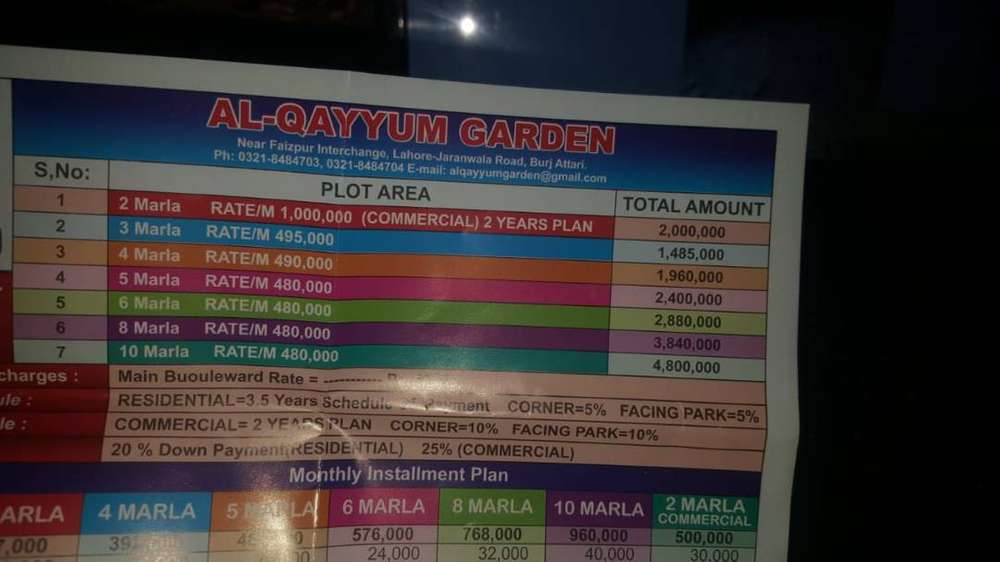 AL-QAYYUM GARDEN
Near Faizpur Interchange, Lahore-Jaranwala Road, Burj Attari.
Ph: 0321-8484703, 0321-8484704 E-mail: alqayyumgarden@gmail.com
S,No: PLOT AREA TOTAL AMOUNT
1 2 Marla RATE/M 1,000,000 (COMMERCIAL) 2 YEARS PLAN 2,000,000
2 3 Marla RATE/M 495,000 1,485,000
3 4 Marla RATE/M 490,000 1,960,000
4 5 Marla RATE/M 480,000 2,400,000
5 6 Marla RATE/M 480,000 2,880,000
6 8 Marla RATE/M 480,000 3,840,000
7 10 Marla RATE/M 480,000 4,800,000
charges : Main Buouleward Rate =
RESIDENTIAL=3.5 Years Schedule of Payment CORNER=5% FACING PARK=5%
COMMERCIAL= 2 YEARS PLAN CORNER=10% FACING PARK=10%
20 % Down Payment(RESIDENTIAL) 25% (COMMERCIAL)
Monthly Installment Plan
4 MARLA 6 MARLA 8 MARLA 10 MARLA 2 MARLA COMMERCIAL
576,000 768,000 960,000 500,000
24,000 32,000 40,000 30,000